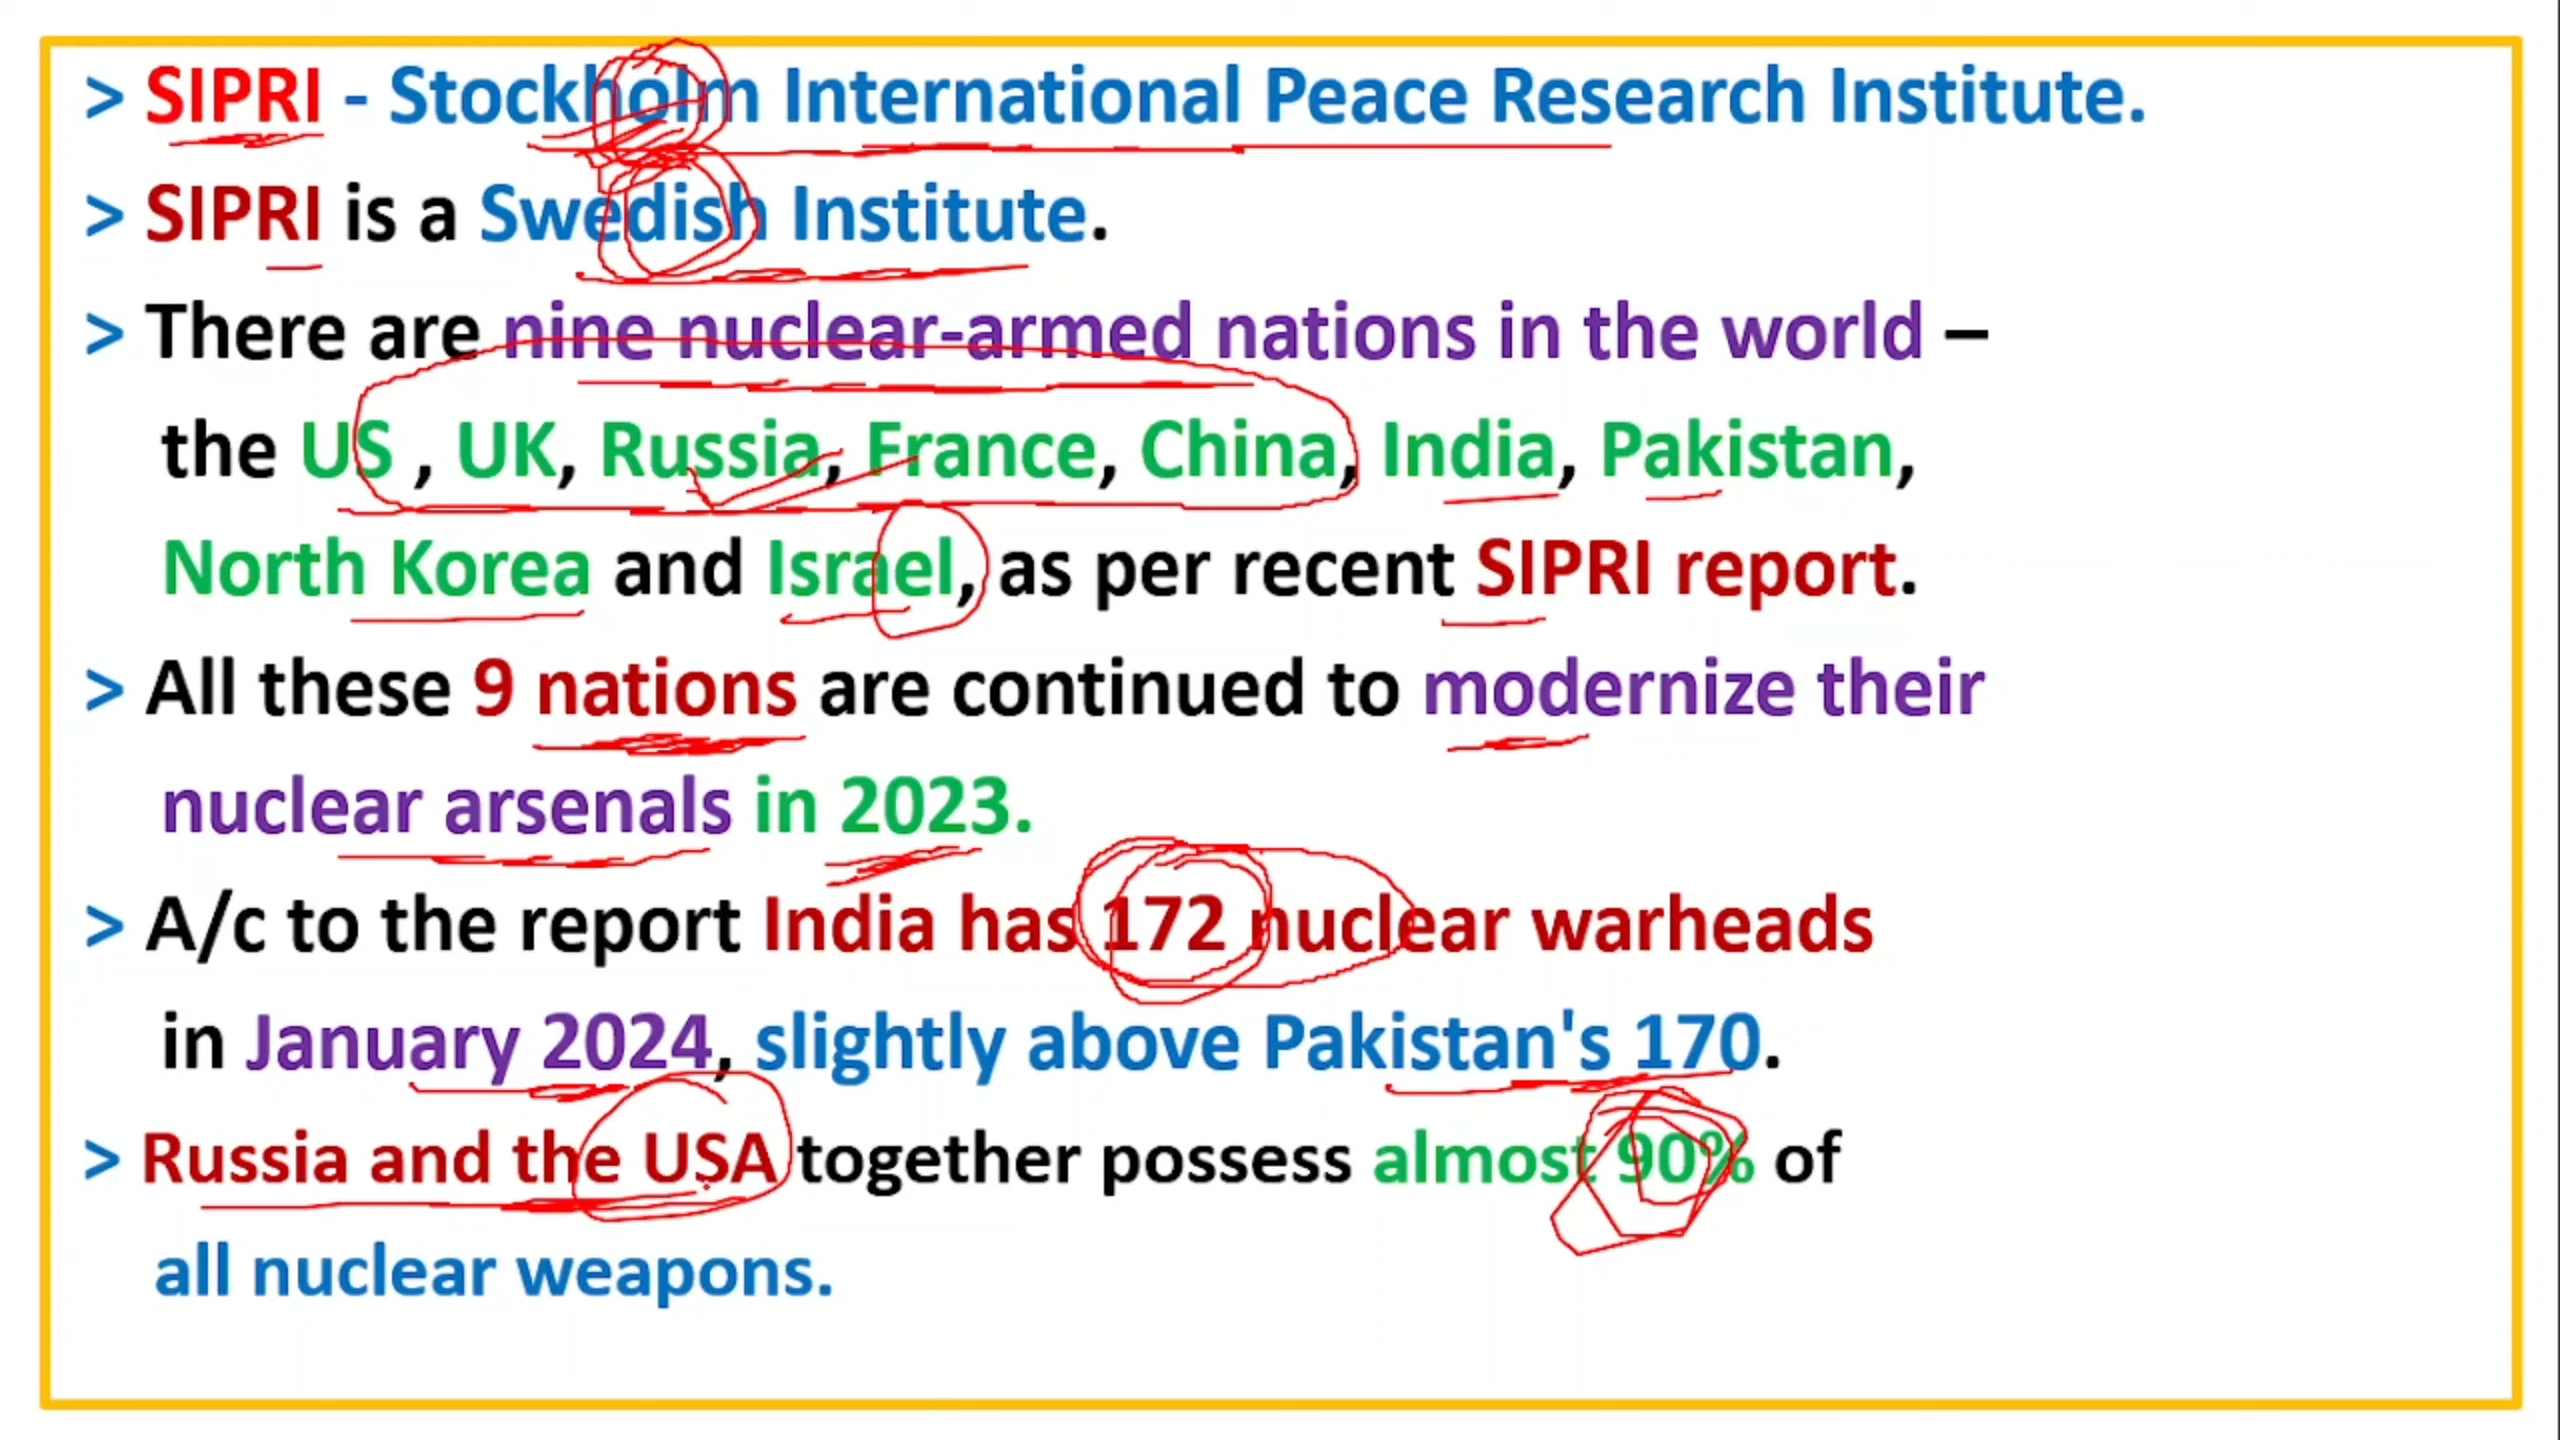 > SIPRI - Stockholm International Peace Research Institute.
> SIPRI is a Swedish Institute.
> There are nine nuclear-armed nations in the world –
the US , UK, Russia, France, China, India, Pakistan,
North Korea and Israel, as per recent SIPRI report.
> All these 9 nations are continued to modernize their
nuclear arsenals in 2023.
> A/c to the report India has 172 nuclear warheads
in January 2024, slightly above Pakistan's 170.
> Russia and the USA together possess almost 90% of
all nuclear weapons.